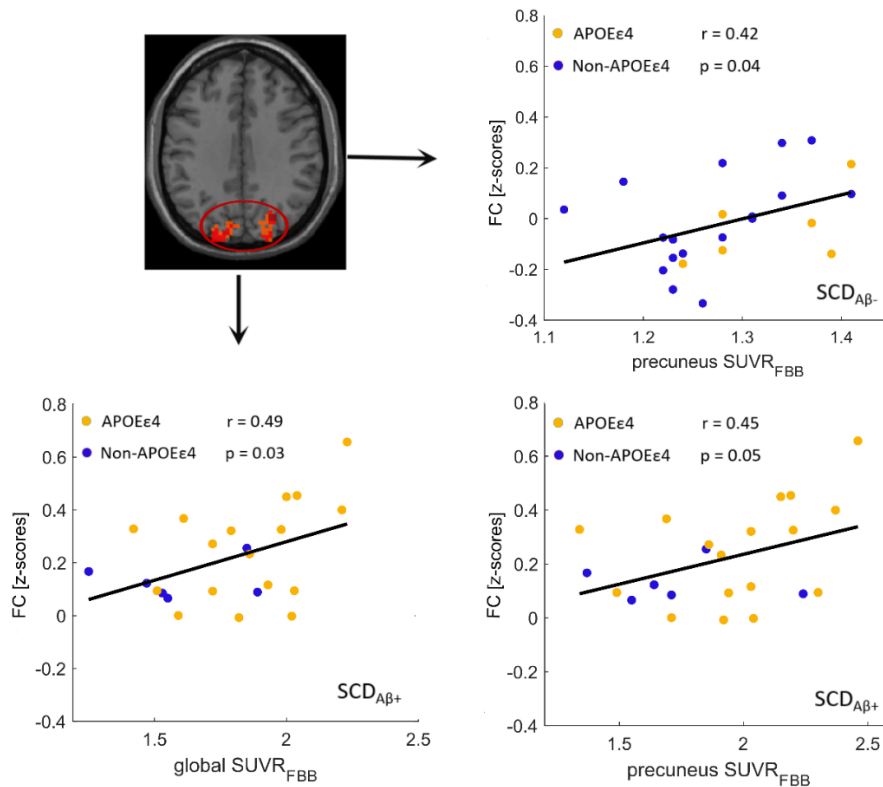 0.8
0.6
0.4
0.2
0
-0.2
-0.4
FC [z-scores]
APOEε4 r = 0.42
Non-APOEε4 p = 0.04
SCDAβ-
1.1 1.2 1.3 1.4
precuneus SUVRFBB
0.8
0.6
0.4
0.2
0
-0.2
-0.4
FC [z-scores]
APOEε4 r = 0.49
Non-APOEε4 p = 0.03
SCDAβ+
1.5 2 2.5
global SUVRFBB
0.8
0.6
0.4
0.2
0
-0.2
-0.4
FC [z-scores]
APOEε4 r = 0.45
Non-APOEε4 p = 0.05
SCDAβ+
1.5 2 2.5
precuneus SUVRFBB